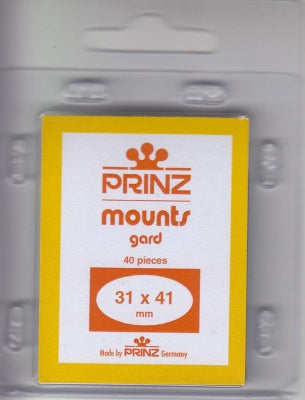 PRINZ
mounts
gard
40 pieces
31 x 41
mm
Made by PRINZ Germany